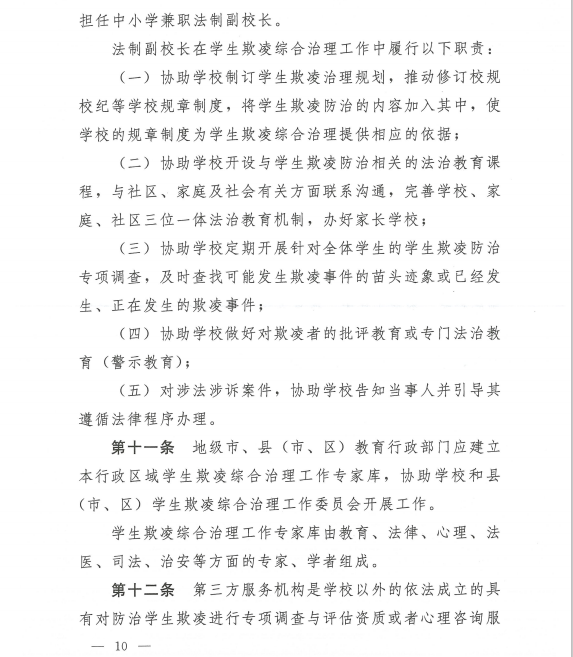 担任中小学兼职法制副校长。
法制副校长在学生欺凌综合治理工作中履行以下职责：
（一）协助学校制订学生欺凌治理规划，推动修订校规
校纪等学校规章制度，将学生欺凌防治的内容加入其中，使
学校的规章制度为学生欺凌综合治理提供相应的依据；
（二）协助学校开设与学生欺凌防治相关的法治教育课
程，与社区、家庭及社会有关方面联系沟通，完善学校、家
庭、社区三位一体法治教育机制，办好家长学校；
（三）协助学校定期开展针对全体学生的学生欺凌防治
专项调查，及时查找可能发生欺凌事件的苗头迹象或已经发
生、正在发生的欺凌事件；
（四）协助学校做好对欺凌者的批评教育或专门法治教
育（警示教育）；
（五）对涉法涉诉案件，协助学校告知当事人并引导其
遵循法律程序办理。
第十一条 地级市、县（市、区）教育行政部门应建立
本行政区域学生欺凌综合治理工作专家库，协助学校和县
（市、区）学生欺凌综合治理工作委员会开展工作。
学生欺凌综合治理工作专家库由教育、法律、心理、法
医、司法、治安等方面的专家、学者组成。
第十二条 第三方服务机构是学校以外的依法成立的具
有对防治学生欺凌进行专项调查与评估资质或者心理咨询服
— 10 —